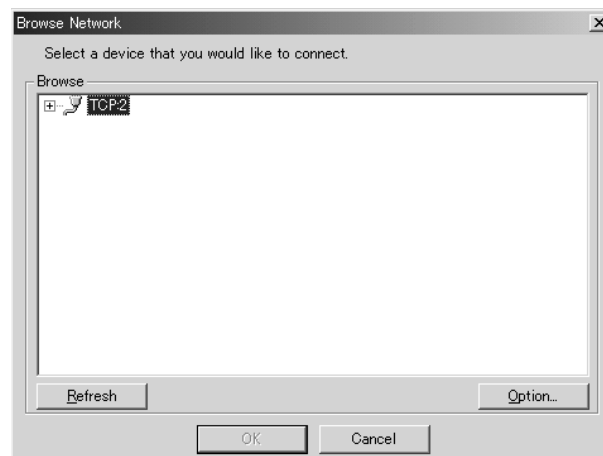 Browse Network
Select a device that you would like to connect.
Browse
TCP:2
Refresh
Option...
OK
Cancel